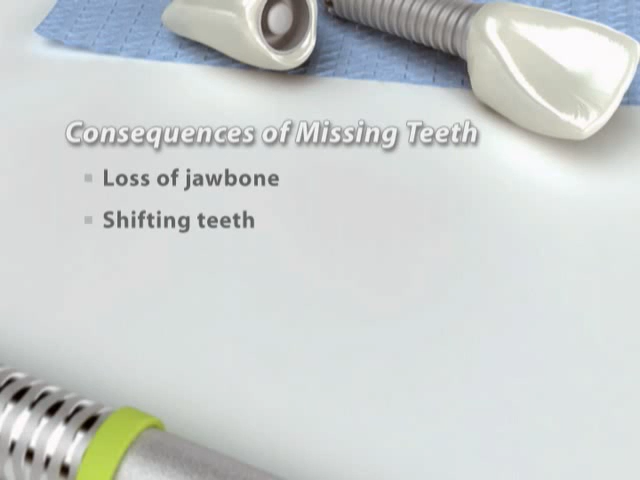 Consequences of Missing Teeth
Loss of jawbone
Shifting teeth